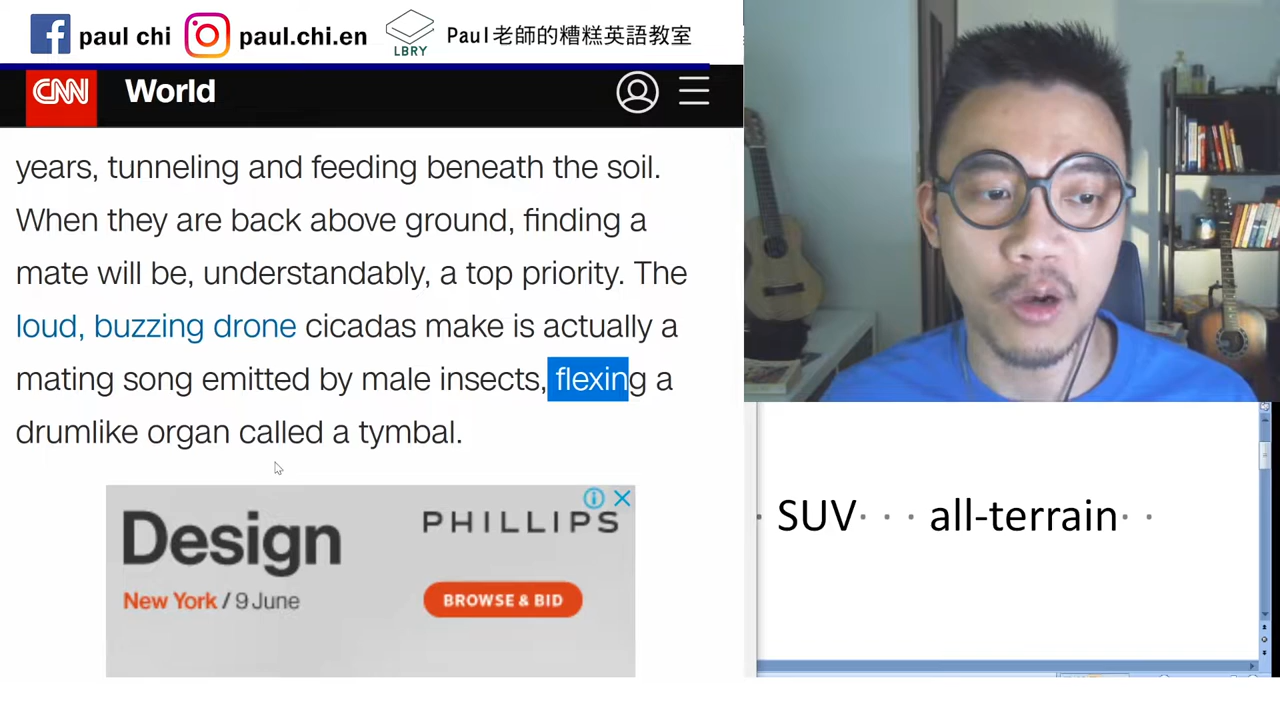 paul chi paul.chi.en LBRY Paul老師的糟糕英語教室
CNN World
years, tunneling and feeding beneath the soil.
When they are back above ground, finding a
mate will be, understandably, a top priority. The
loud, buzzing drone cicadas make is actually a
mating song emitted by male insects, flexing a
drumlike organ called a tymbal.
Design PHILLIPS
New York / 9 June BROWSE & BID
SUV all-terrain